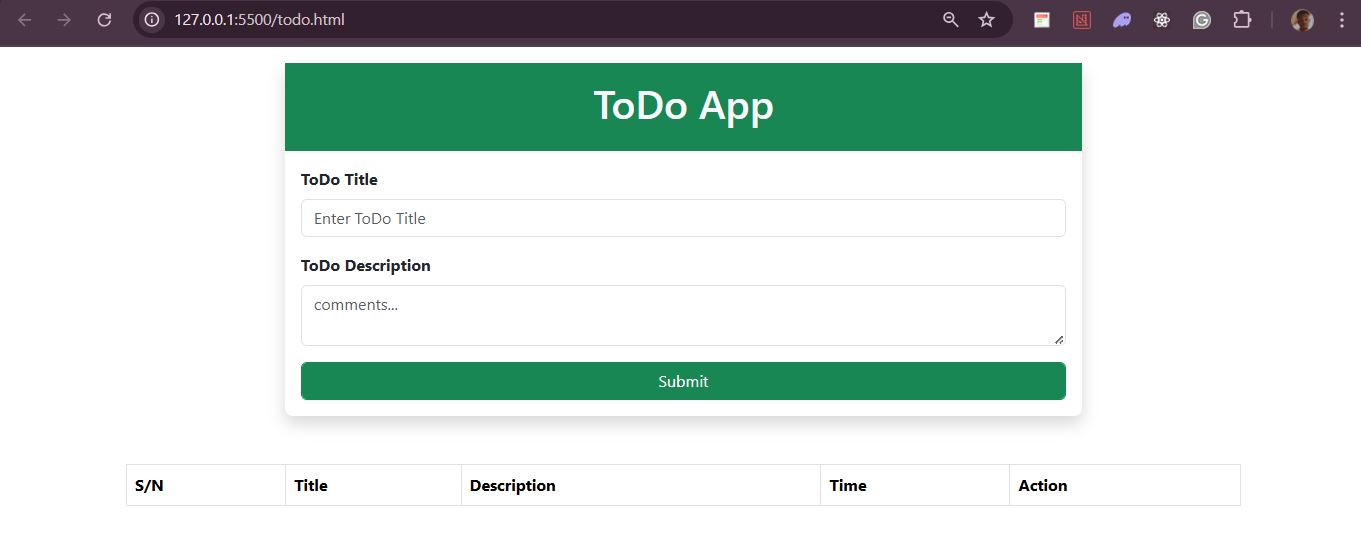 127.0.0.1:5500/todo.html
ToDo App
ToDo Title
Enter ToDo Title
ToDo Description
comments...
Submit
S/N Title Description Time Action